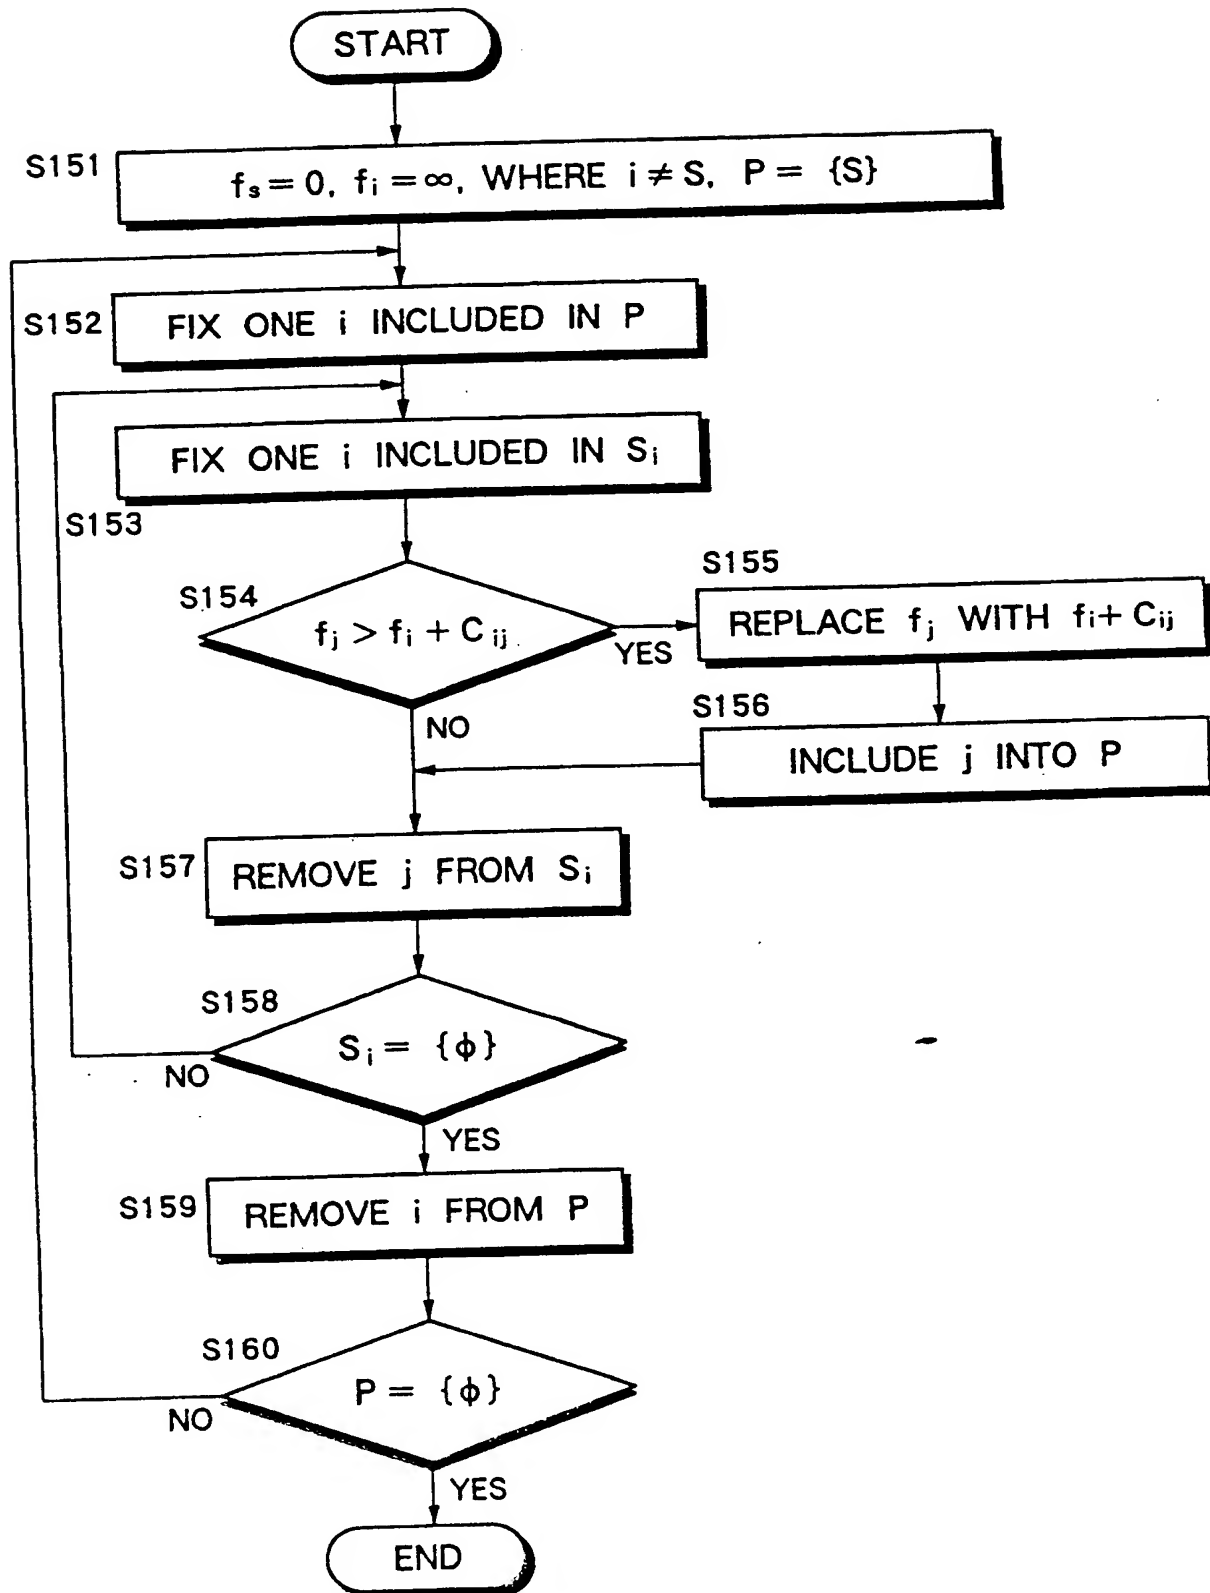 START
S151
fs = 0, fi = ∞, WHERE i ≠ S, P = {S}
S152
FIX ONE i INCLUDED IN P
FIX ONE i INCLUDED IN Si
S153
S154
fj > fi + Cij
YES
NO
S155
REPLACE fj WITH fi + Cij
S156
INCLUDE j INTO P
S157
REMOVE j FROM Si
S158
Si = {ϕ}
NO
YES
S159
REMOVE i FROM P
S160
P = {ϕ}
NO
YES
END